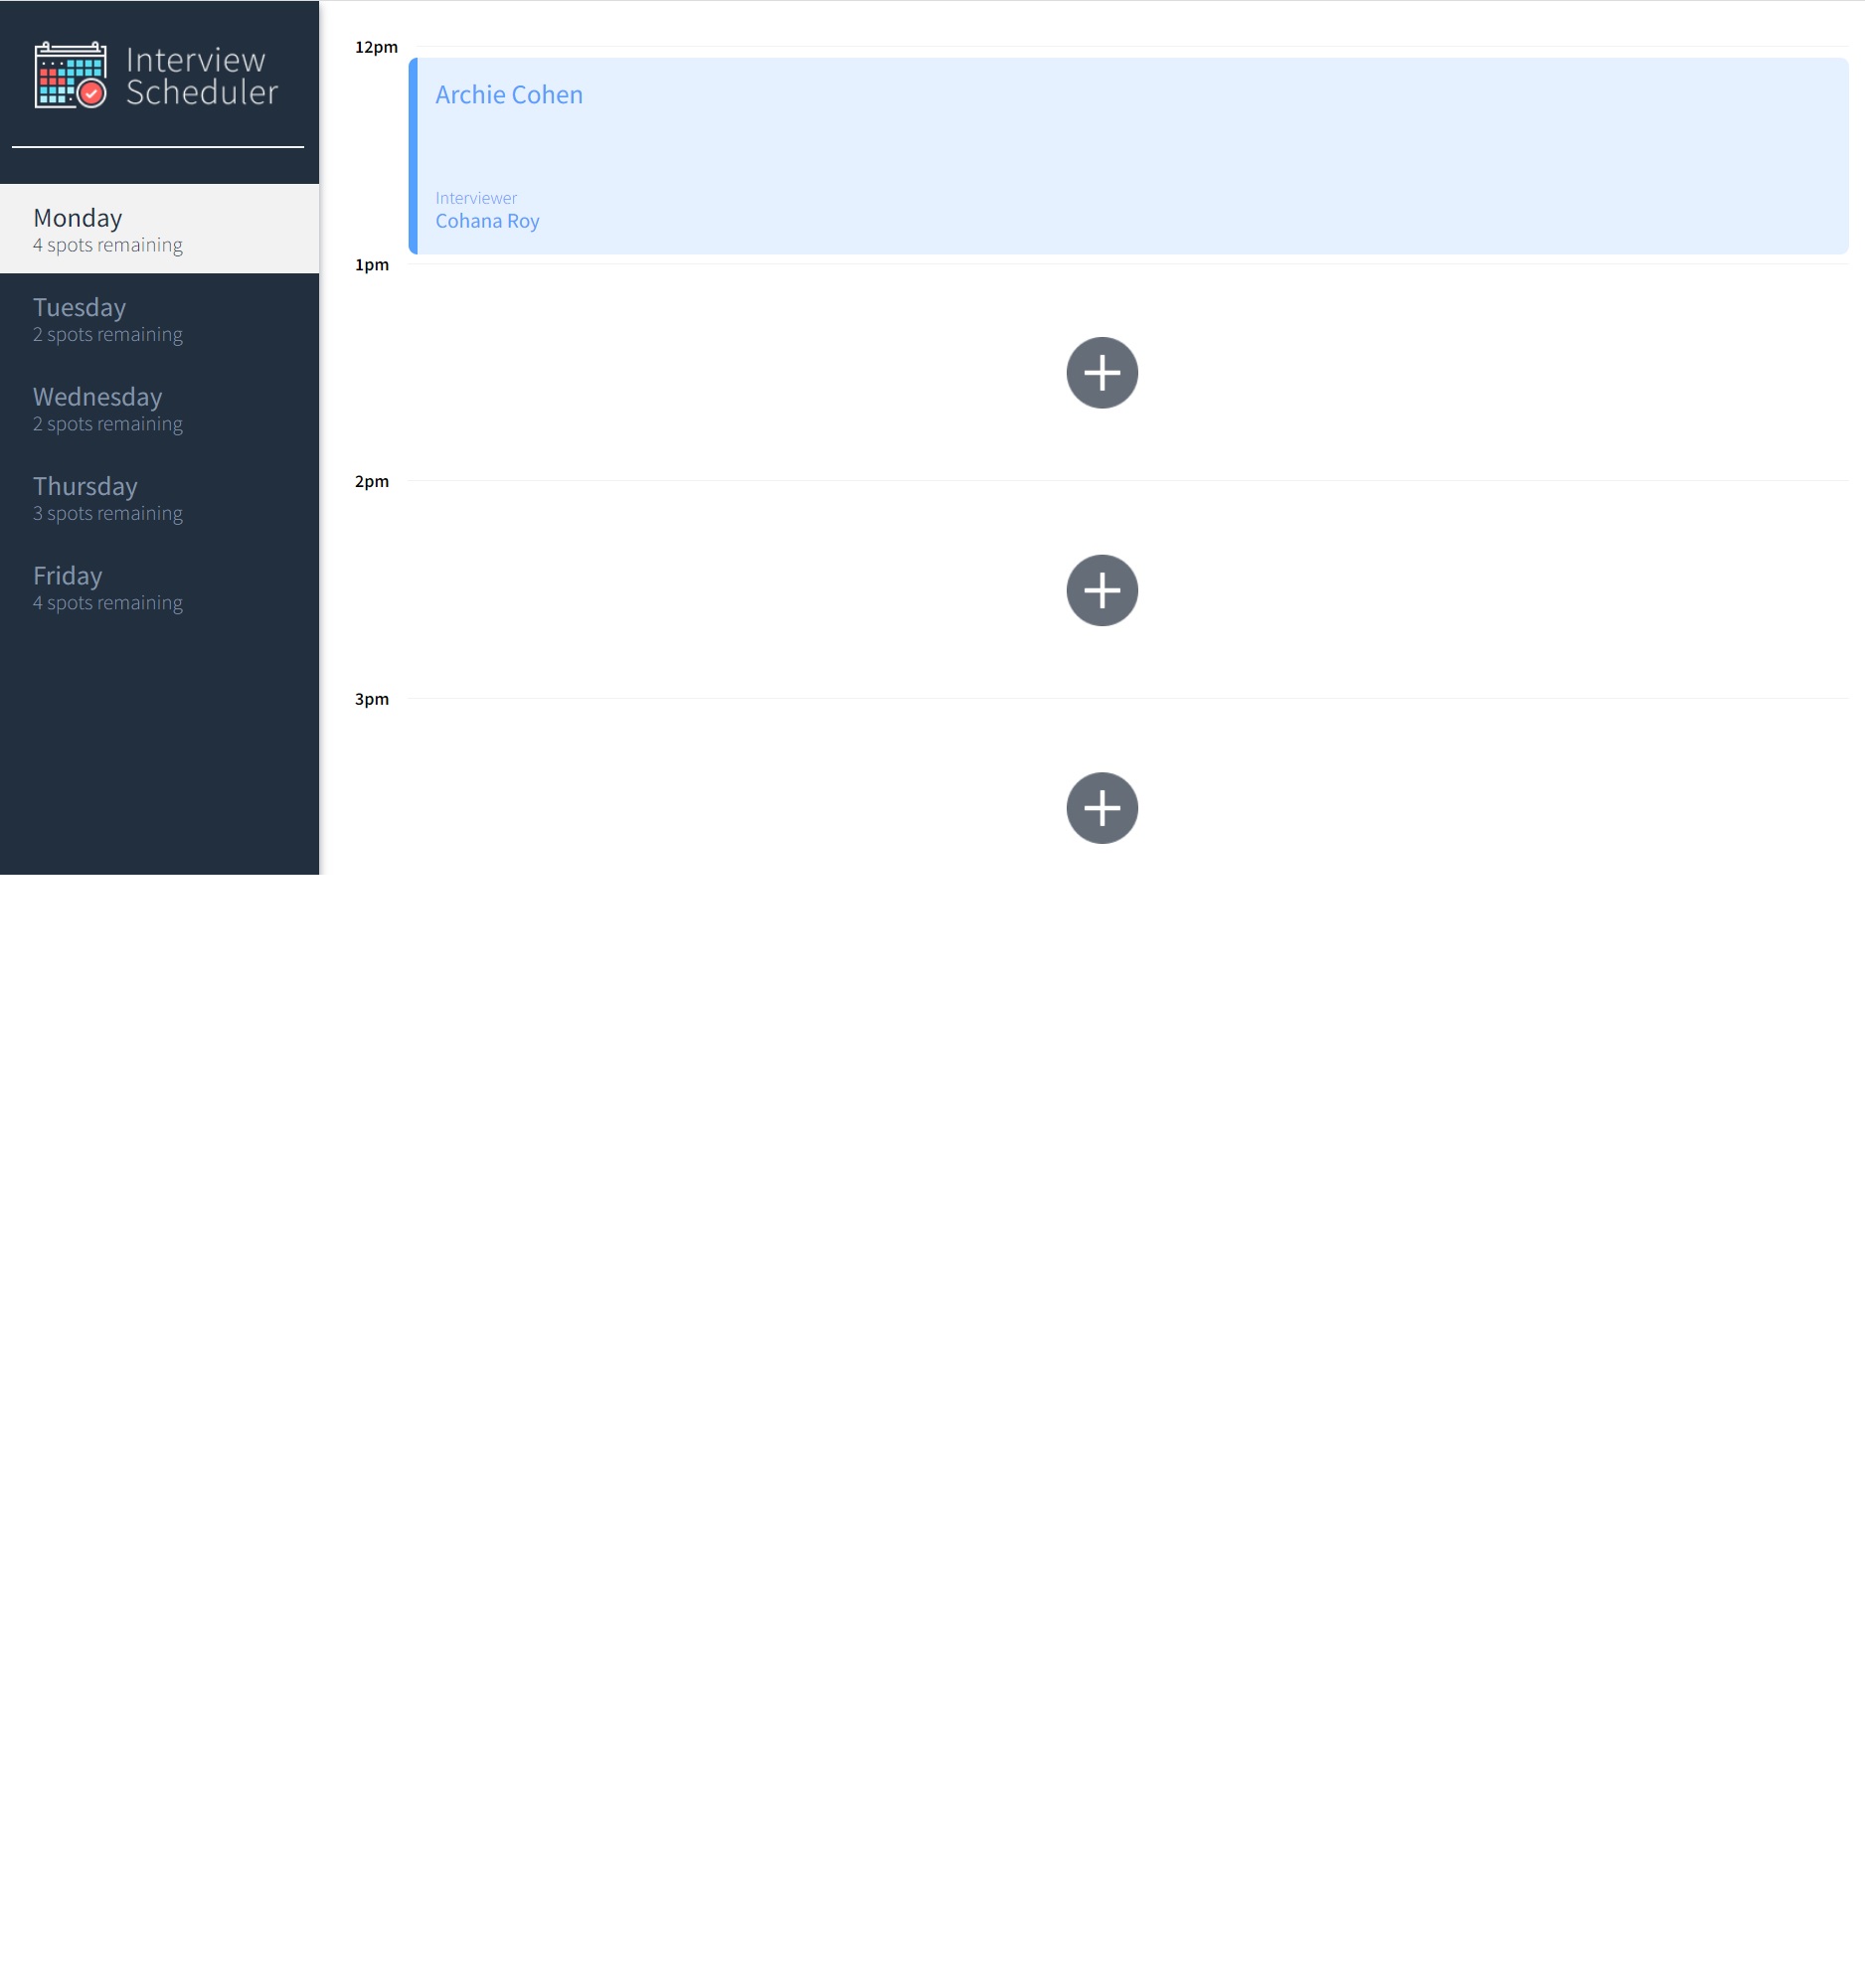 Interview
Scheduler
Monday
4 spots remaining
Tuesday
2 spots remaining
Wednesday
2 spots remaining
Thursday
3 spots remaining
Friday
4 spots remaining
12pm
Archie Cohen
Interviewer
Cohana Roy
1pm
2pm
3pm